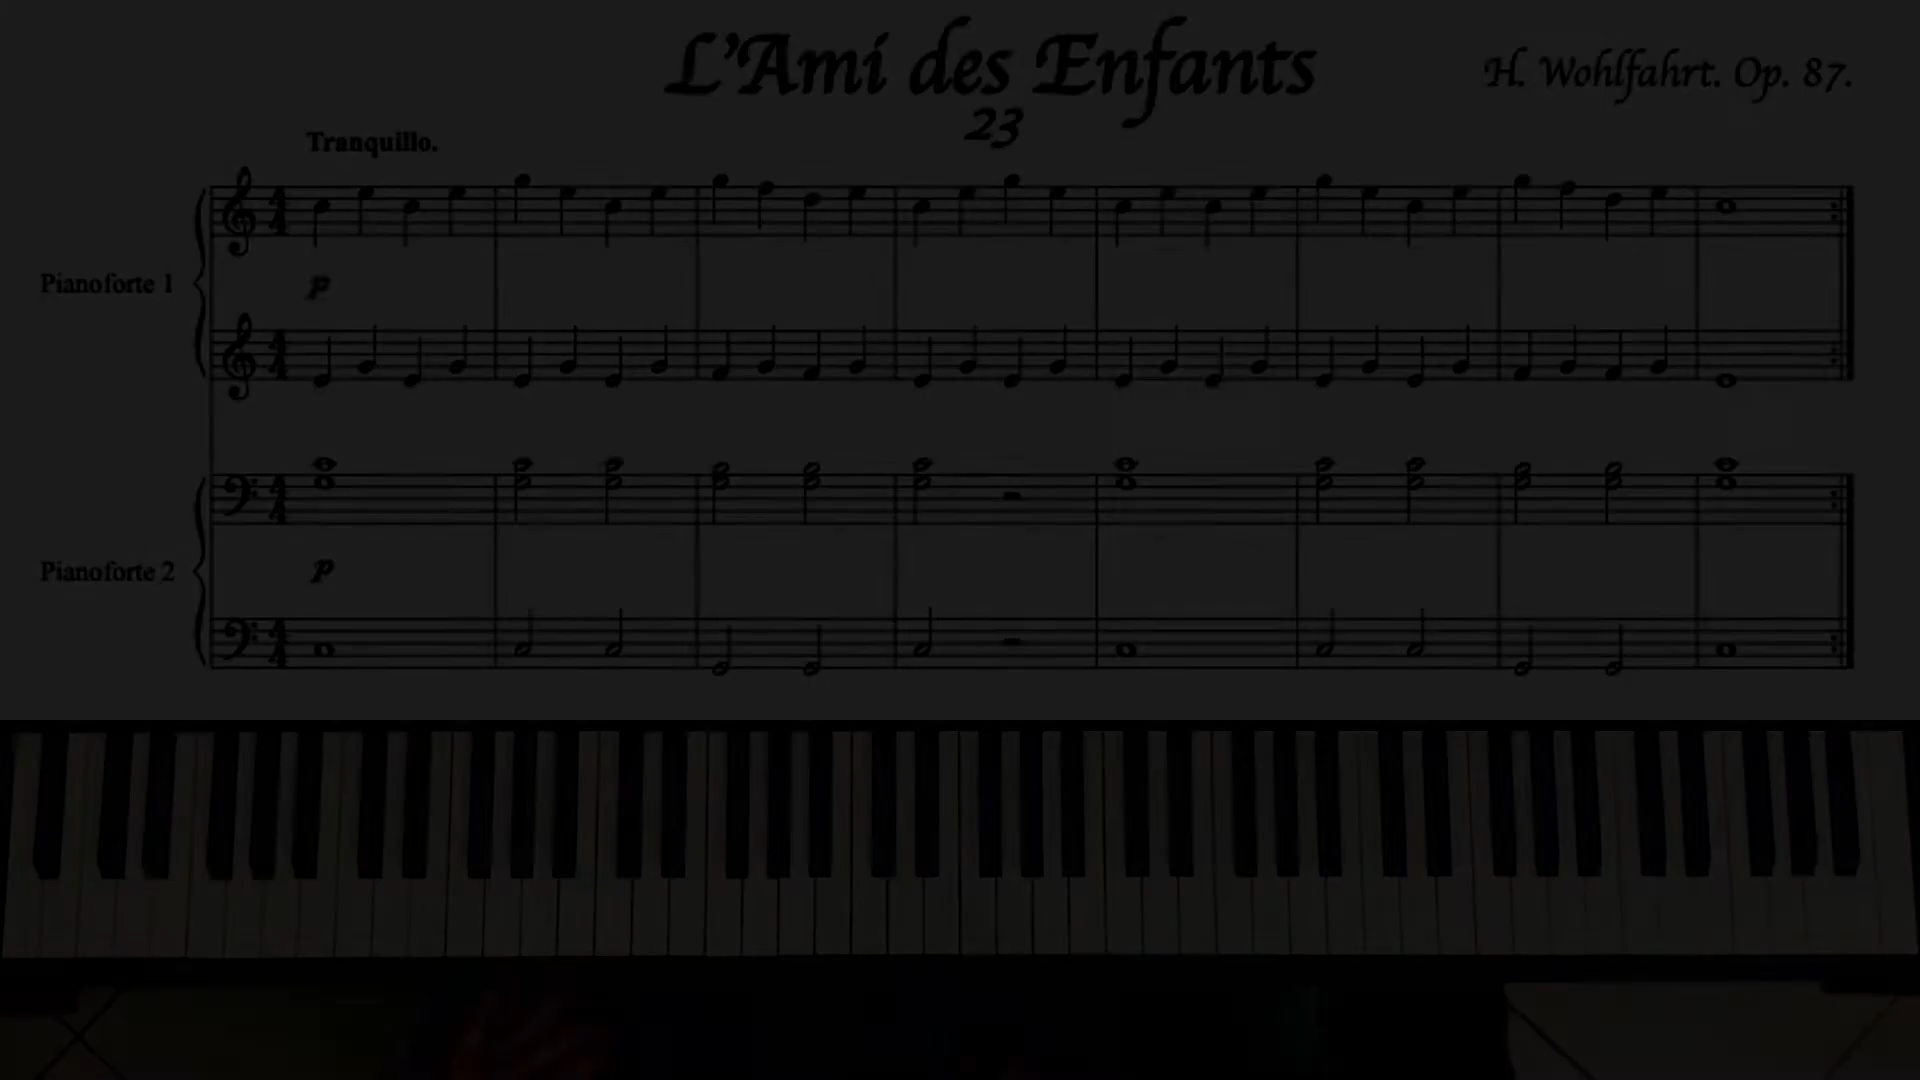 L'Ami des Enfants
H. Wohlfahrt. Op. 87.
23
Tranquillo.
Pianoforte 1
p
Pianoforte 2
p